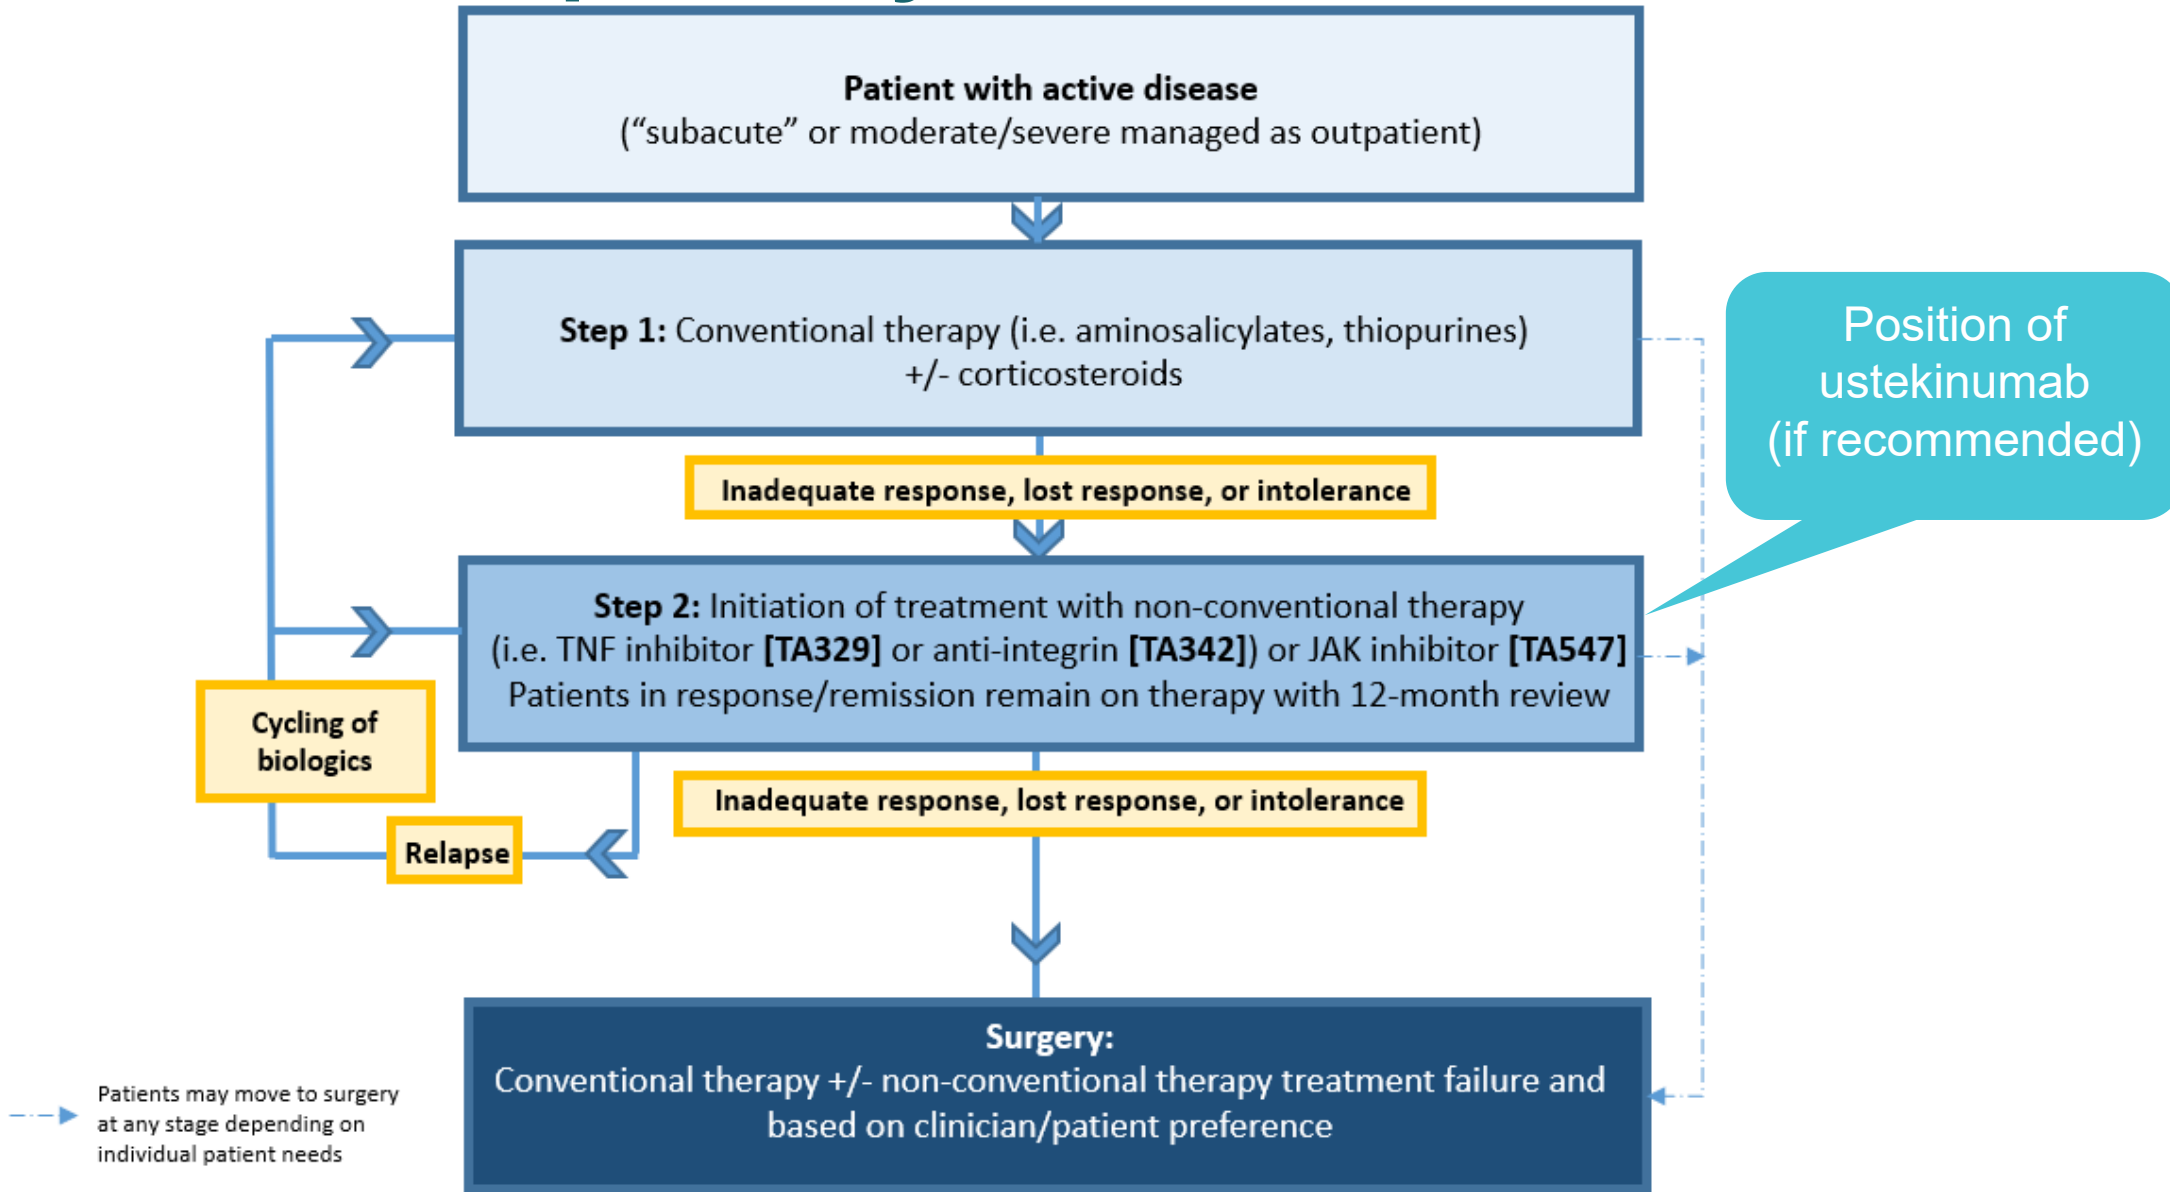 Patient with active disease
(“subacute” or moderate/severe managed as outpatient)
Step 1: Conventional therapy (i.e. aminosalicylates, thiopurines)
+/- corticosteroids
Position of
ustekinumab
(if recommended)
Inadequate response, lost response, or intolerance
Step 2: Initiation of treatment with non-conventional therapy
(i.e. TNF inhibitor [TA329] or anti-integrin [TA342]) or JAK inhibitor [TA547]
Patients in response/remission remain on therapy with 12-month review
Cycling of
biologics
Inadequate response, lost response, or intolerance
Relapse
Surgery:
Conventional therapy +/- non-conventional therapy treatment failure and
based on clinician/patient preference
Patients may move to surgery
at any stage depending on
individual patient needs